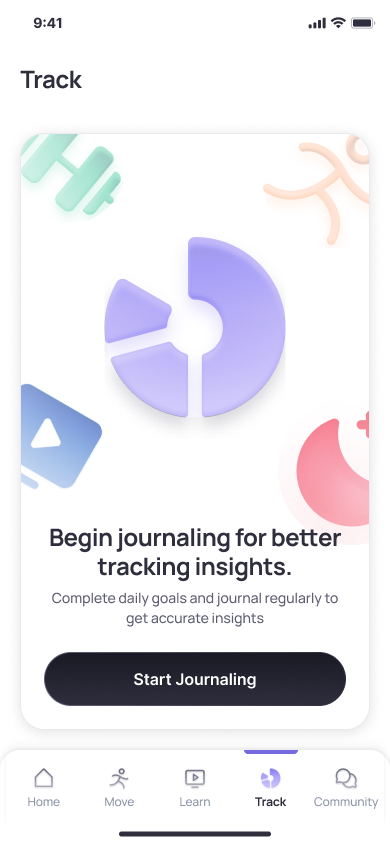 9:41
Track
Begin journaling for better
tracking insights.
Complete daily goals and journal regularly to
get accurate insights
Start Journaling
Home
Move
Learn
Track
Community